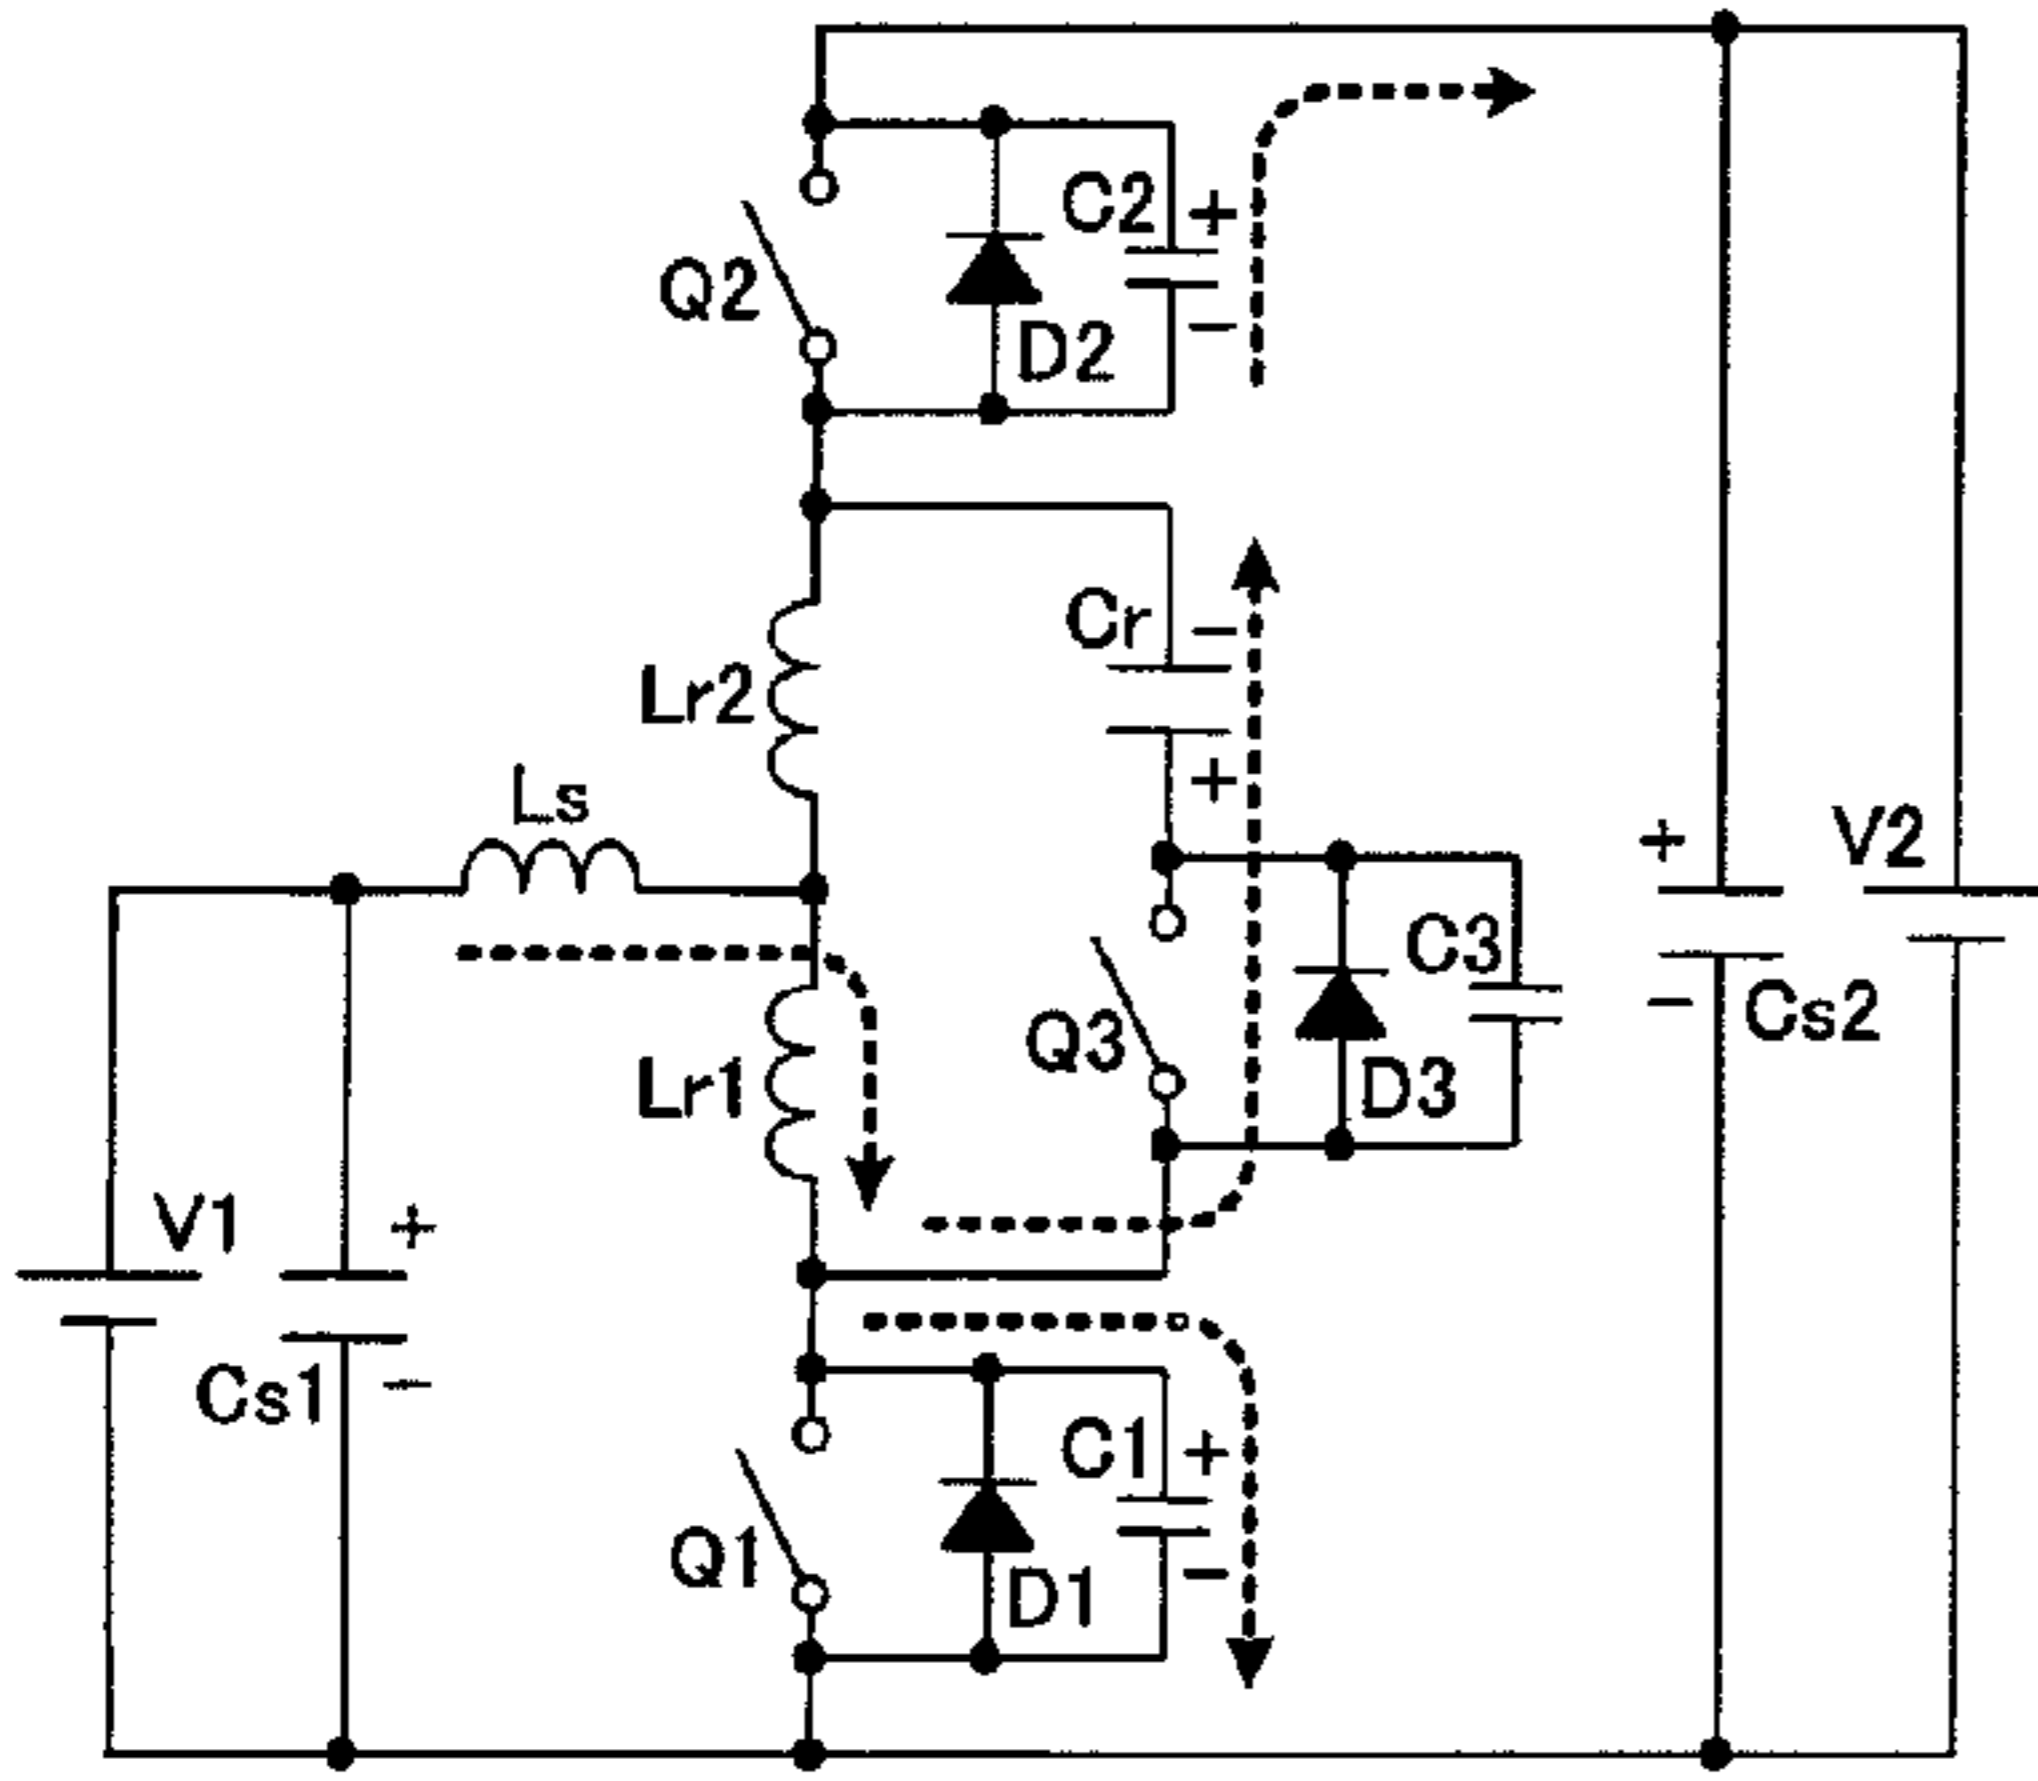 C2
+
Q2
−
D2
Cr
−
Lr2
+
Ls
+
V2
C3
−
Cs2
Q3
D3
Lr1
V1
+
Cs1
−
C1
+
Q1
−
D1